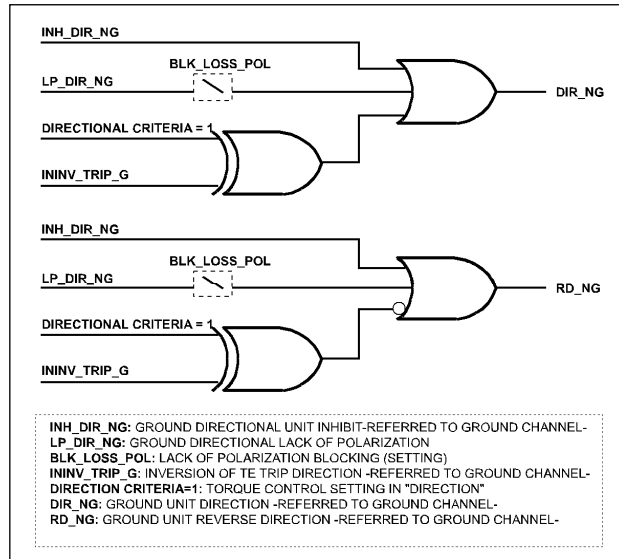 INH_DIR_NG
BLK_LOSS_POL
LP_DIR_NG
DIR_NG
DIRECTIONAL CRITERIA = 1
ININV_TRIP_G
INH_DIR_NG
BLK_LOSS_POL
LP_DIR_NG
RD_NG
DIRECTIONAL CRITERIA = 1
ININV_TRIP_G
INH_DIR_NG: GROUND DIRECTIONAL UNIT INHIBIT-REFERRED TO GROUND CHANNEL-
LP_DIR_NG: GROUND DIRECTIONAL LACK OF POLARIZATION
BLK_LOSS_POL: LACK OF POLARIZATION BLOCKING (SETTING)
ININV_TRIP_G: INVERSION OF TE TRIP DIRECTION -REFERRED TO GROUND CHANNEL-
DIRECTION CRITERIA=1: TORQUE CONTROL SETTING IN "DIRECTION"
DIR_NG: GROUND UNIT DIRECTION -REFERRED TO GROUND CHANNEL-
RD_NG: GROUND UNIT REVERSE DIRECTION -REFERRED TO GROUND CHANNEL-